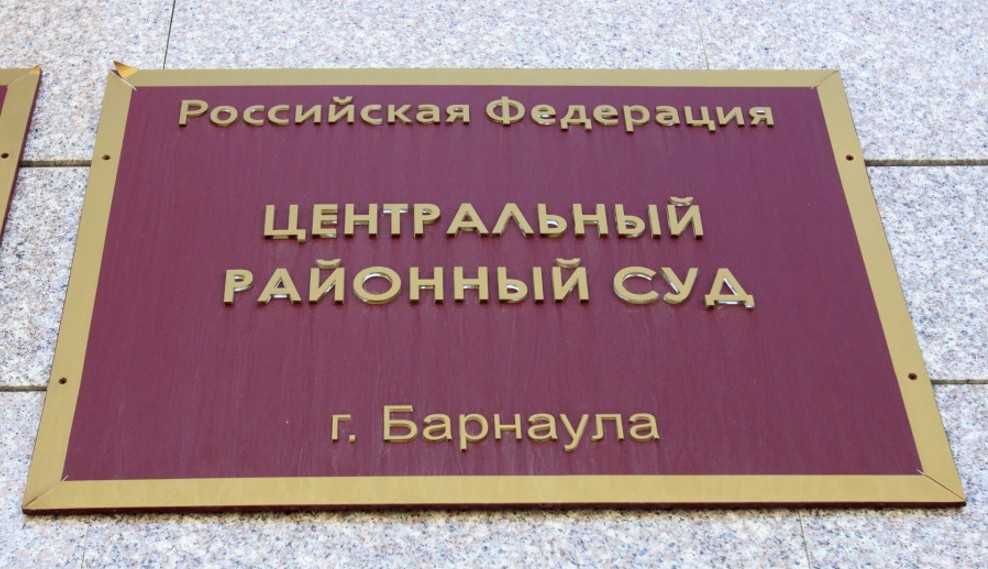 Российская Федерация
ЦЕНТРАЛЬНЫЙ
РАЙОННЫЙ СУД
г. Барнаула